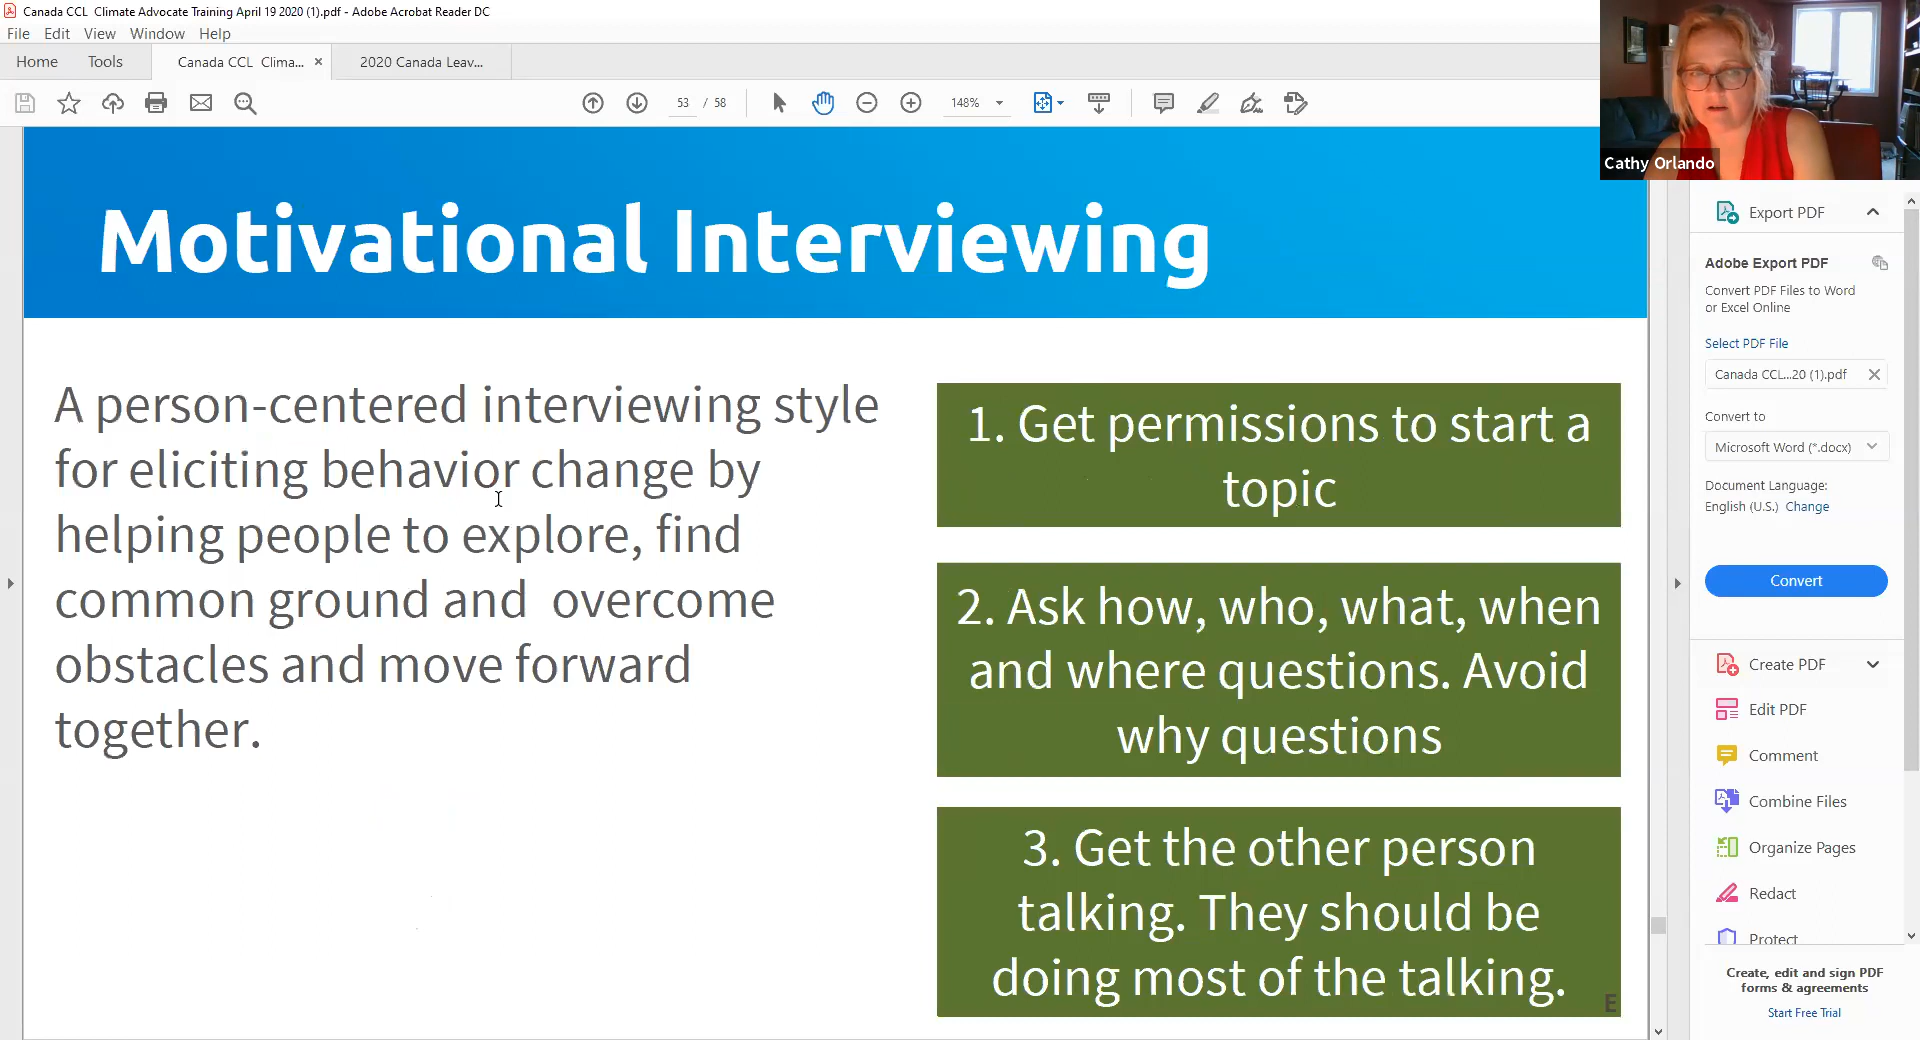 Canada CCL  Climate Advocate Training April 19 2020 (1).pdf - Adobe Acrobat Reader DC
File Edit View Window Help
Home Tools Canada CCL  Clima... × 2020 Canada Leav...
53 / 58 148%
Cathy Orlando
Motivational Interviewing
A person-centered interviewing style
for eliciting behavior change by
helping people to explore, find
common ground and  overcome
obstacles and move forward
together.
1. Get permissions to start a
topic
2. Ask how, who, what, when
and where questions. Avoid
why questions
3. Get the other person
talking. They should be
doing most of the talking.
E
Export PDF
Adobe Export PDF
Convert PDF Files to Word
or Excel Online
Select PDF File
Canada CCL...20 (1).pdf
Convert to
Microsoft Word (*.docx)
Document Language:
English (U.S.) Change
Convert
Create PDF
Edit PDF
Comment
Combine Files
Organize Pages
Redact
Protect
Create, edit and sign PDF
forms & agreements
Start Free Trial